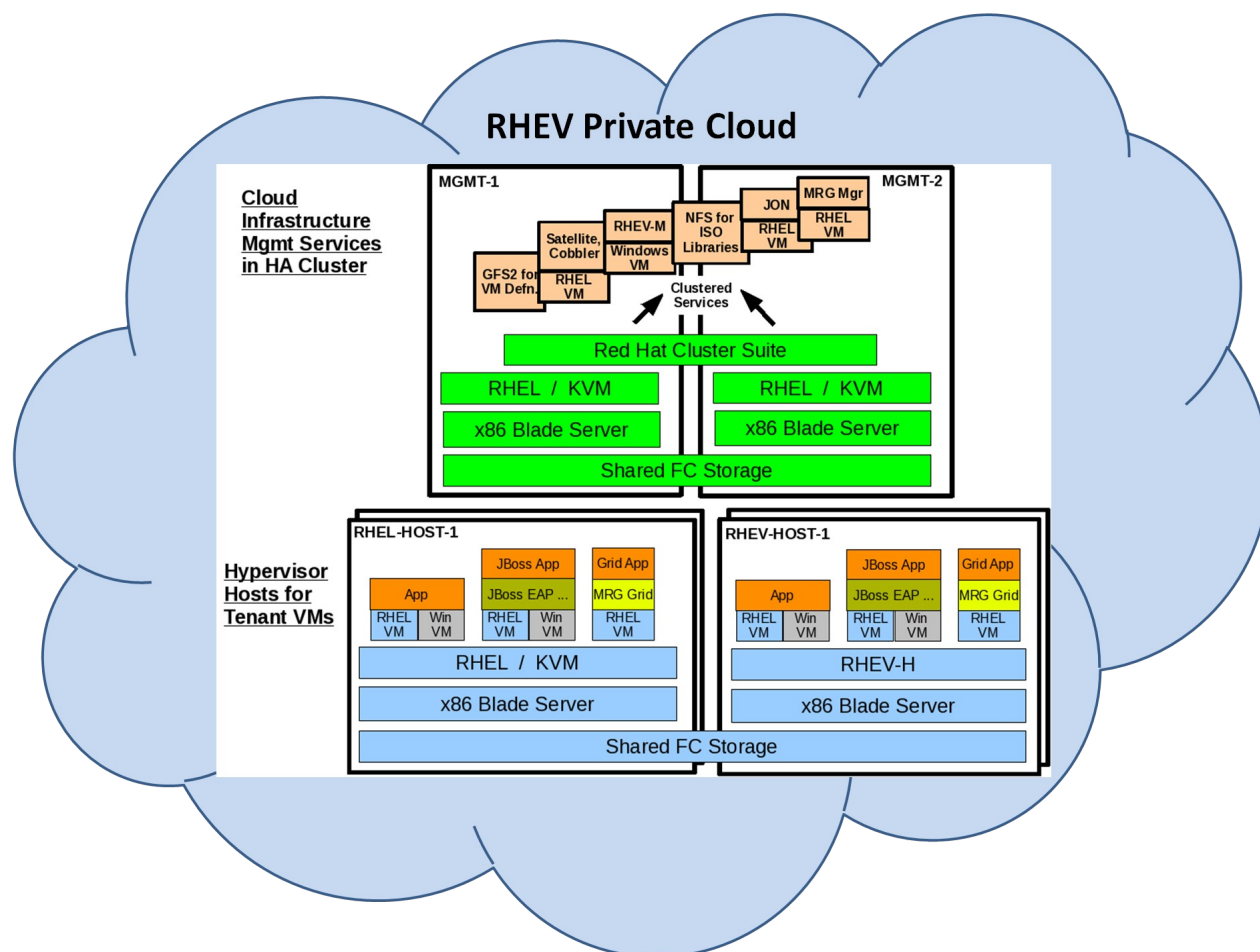 RHEV Private Cloud
Cloud
Infrastructure
Mgmt Services
in HA Cluster
MGMT-1
MGMT-2
GFS2 for
VM Defn.
Satellite,
Cobbler
RHEL
VM
RHEV-M
Windows
VM
NFS for
ISO
Libraries
JON
RHEL
VM
MRG Mgr
RHEL
VM
Clustered
Services
Red Hat Cluster Suite
RHEL / KVM
RHEL / KVM
x86 Blade Server
x86 Blade Server
Shared FC Storage
Hypervisor
Hosts for
Tenant VMs
RHEL-HOST-1
App
RHEL
VM
Win
VM
JBoss App
JBoss EAP ...
RHEL
VM
Win
VM
Grid App
MRG Grid
RHEL
VM
RHEL / KVM
x86 Blade Server
RHEV-HOST-1
App
RHEL
VM
Win
VM
JBoss App
JBoss EAP ...
RHEL
VM
Win
VM
Grid App
MRG Grid
RHEL
VM
RHEV-H
x86 Blade Server
Shared FC Storage